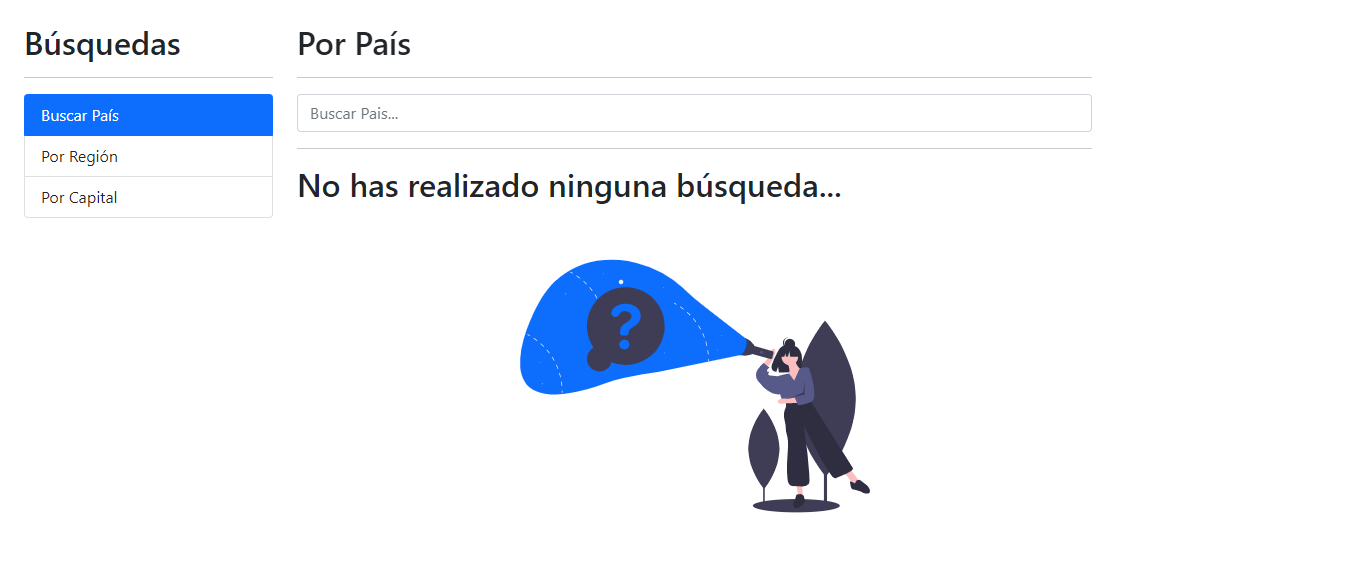 Búsquedas
Buscar País
Por Región
Por Capital
Por País
Buscar Pais...
No has realizado ninguna búsqueda...
?